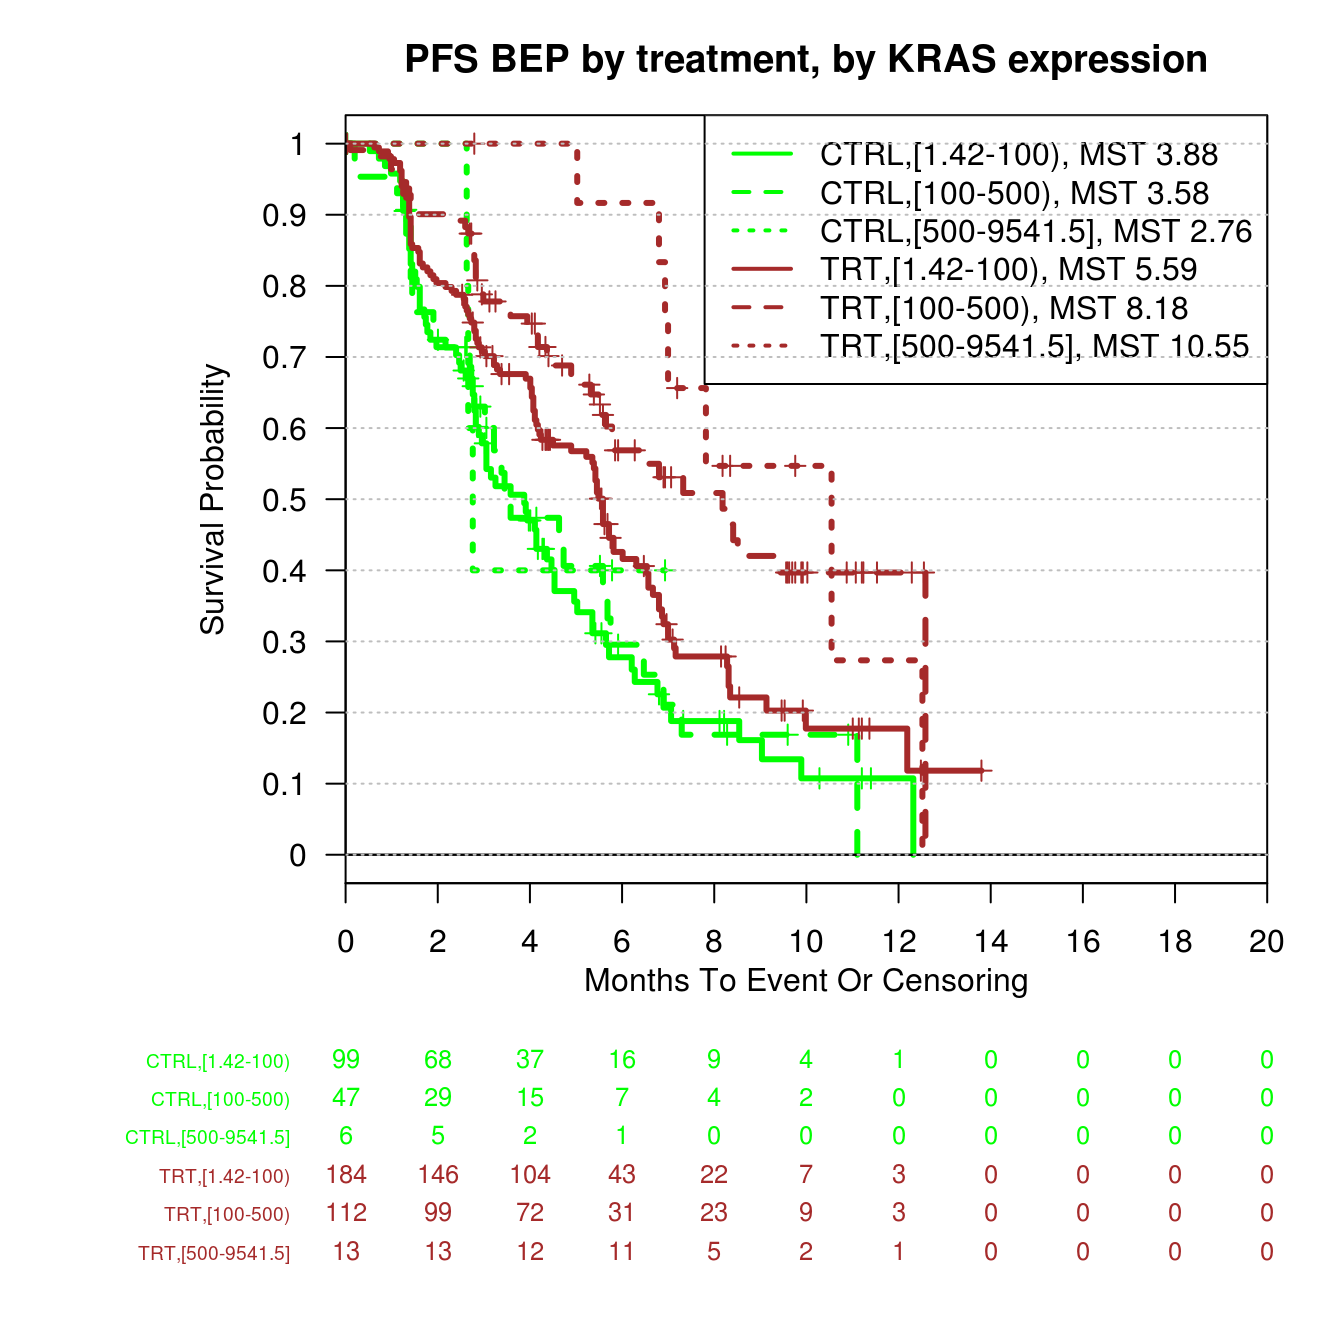 PFS BEP by treatment, by KRAS expression
CTRL,[1.42-100), MST 3.88
CTRL,[100-500), MST 3.58
CTRL,[500-9541.5], MST 2.76
TRT,[1.42-100), MST 5.59
TRT,[100-500), MST 8.18
TRT,[500-9541.5], MST 10.55
Survival Probability
1
0.9
0.8
0.7
0.6
0.5
0.4
0.3
0.2
0.1
0
0 2 4 6 8 10 12 14 16 18 20
Months To Event Or Censoring
CTRL,[1.42-100) 99 68 37 16 9 4 1 0 0 0 0
CTRL,[100-500) 47 29 15 7 4 2 0 0 0 0 0
CTRL,[500-9541.5] 6 5 2 1 0 0 0 0 0 0 0
TRT,[1.42-100) 184 146 104 43 22 7 3 0 0 0 0
TRT,[100-500) 112 99 72 31 23 9 3 0 0 0 0
TRT,[500-9541.5] 13 13 12 11 5 2 1 0 0 0 0